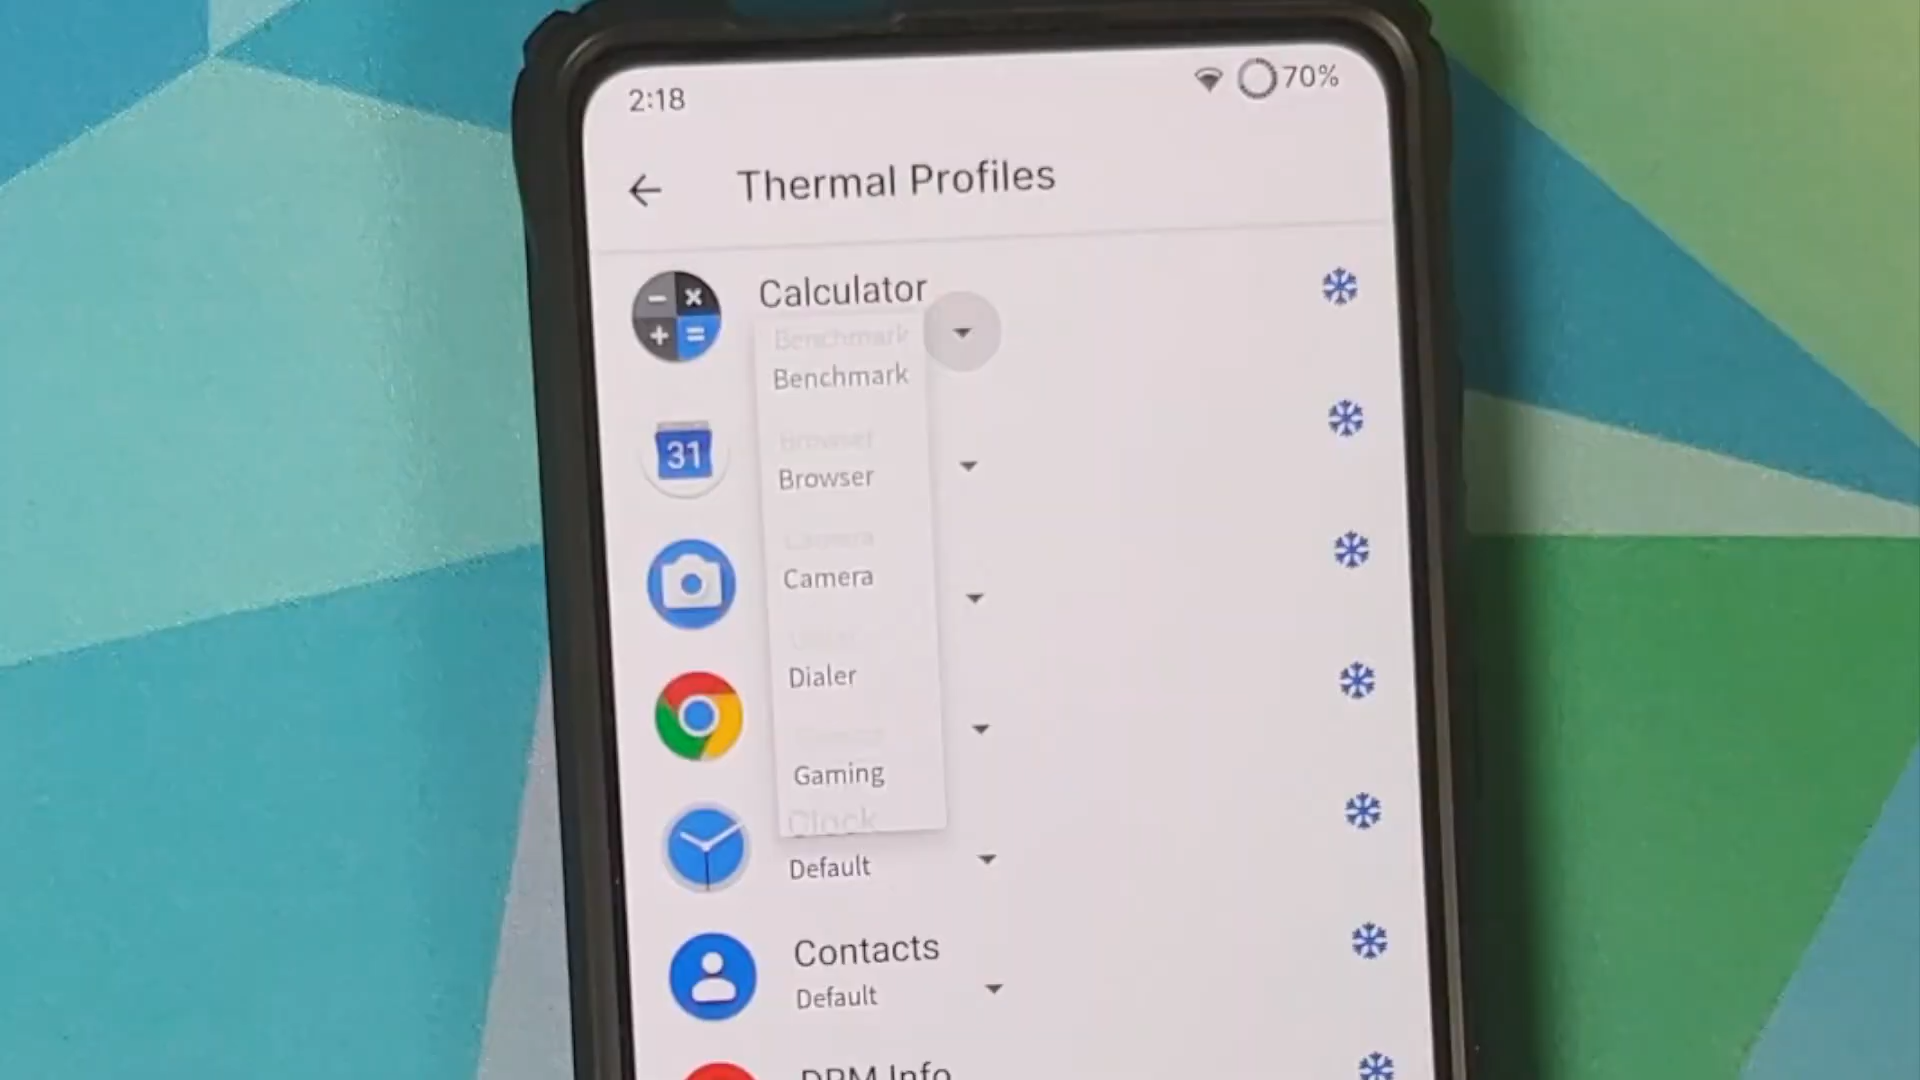 2:18
70%
Thermal Profiles
Calculator
Benchmark
Benchmark
31
Browser
Browser
Camera
Camera
Dialer
Gaming
Clock
Default
Contacts
Default
DRM Info